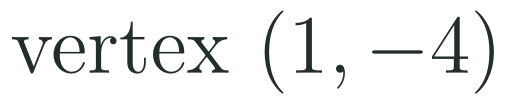 vertex (1, −4)